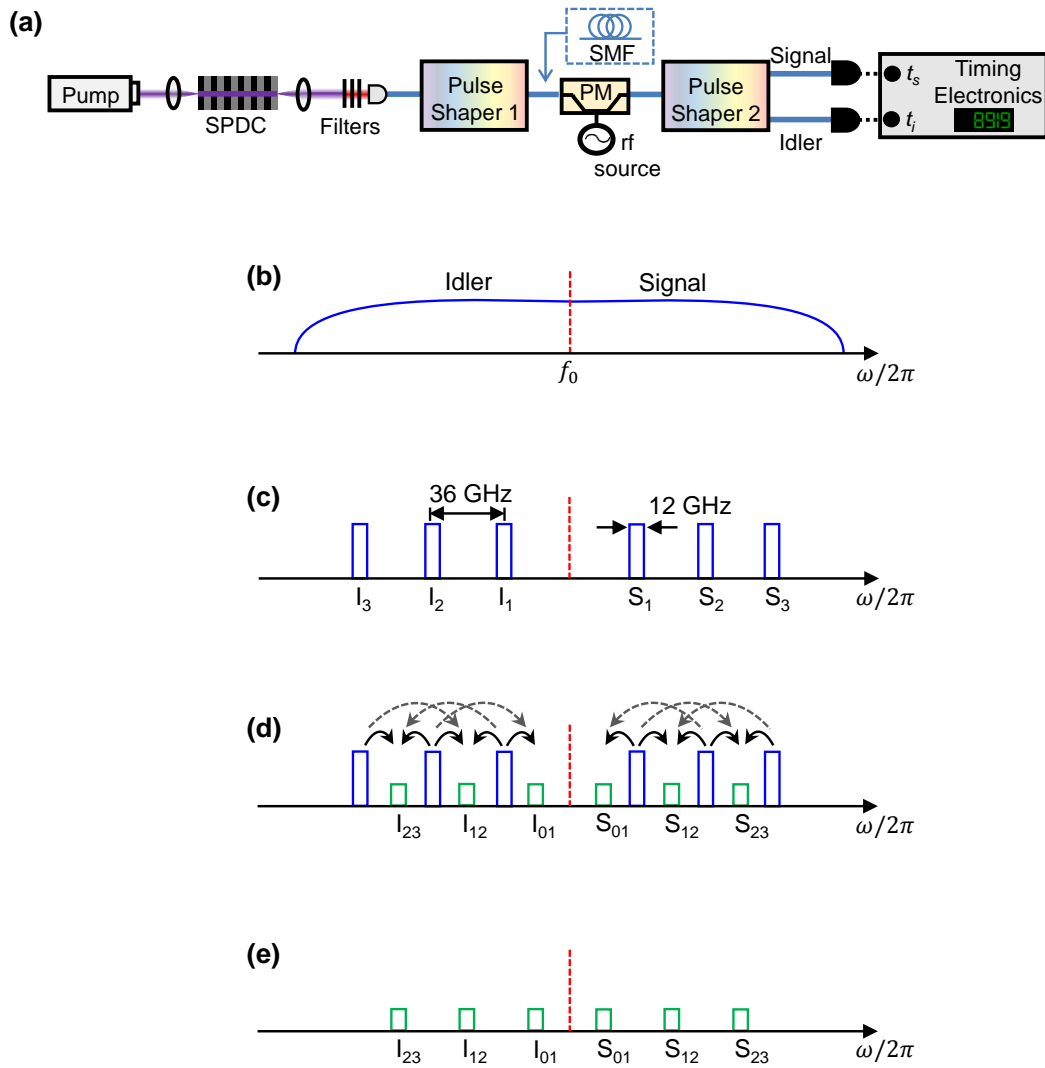 (a)
SMF
Signal
Pump
SPDC
Filters
Pulse
Shaper 1
PM
rf
source
Pulse
Shaper 2
Idler
t_s
t_i
Timing
Electronics
8919
(b)
Idler
Signal
f_0
ω/2π
(c)
36 GHz
12 GHz
I_3 I_2 I_1 S_1 S_2 S_3
ω/2π
(d)
I_23 I_12 I_01 S_01 S_12 S_23
ω/2π
(e)
I_23 I_12 I_01 S_01 S_12 S_23
ω/2π